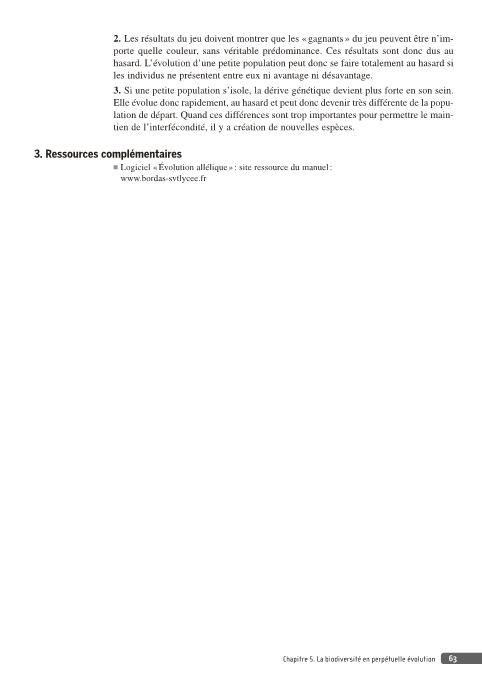 2. Les résultats du jeu doivent montrer que les « gagnants » du jeu peuvent être n'im-
porte quelle couleur, sans véritable prédominance. Ces résultats sont donc dus au
hasard. L'évolution d'une petite population peut donc se faire totalement au hasard si
les individus ne présentent entre eux ni avantage ni désavantage.
3. Si une petite population s'isole, la dérive génétique devient plus forte en son sein.
Elle évolue donc rapidement, au hasard et peut donc devenir très différente de la popu-
lation de départ. Quand ces différences sont trop importantes pour permettre le main-
tien de l'interfécondité, il y a création de nouvelles espèces.
3. Ressources complémentaires
■ Logiciel « Évolution allélique » : site ressource du manuel :
www.bordas-svtlycee.fr
Chapitre 5. La biodiversité en perpétuelle évolution 63